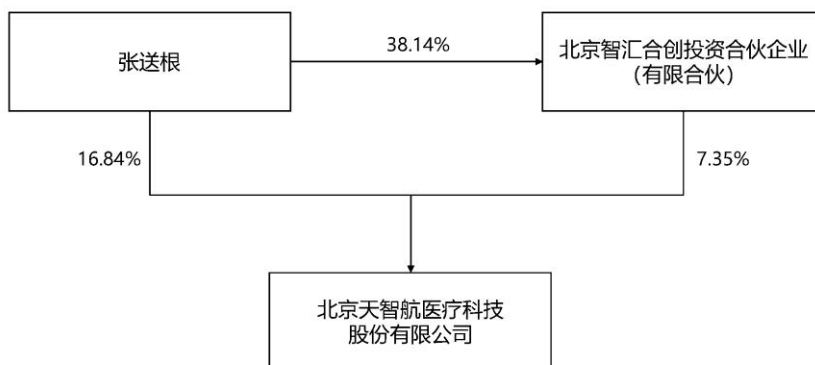 张送根
38.14%
北京智汇合创投资合伙企业
（有限合伙）
16.84%
7.35%
北京天智航医疗科技
股份有限公司